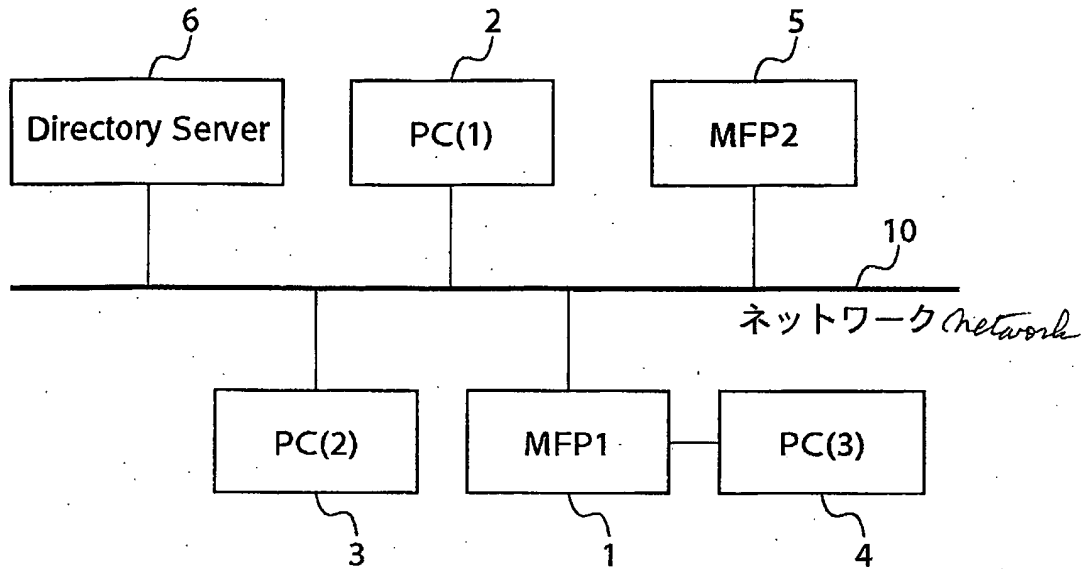 6 2 5
Directory Server PC(1) MFP2
10
ネットワーク network
PC(2) MFP1 PC(3)
3 1 4